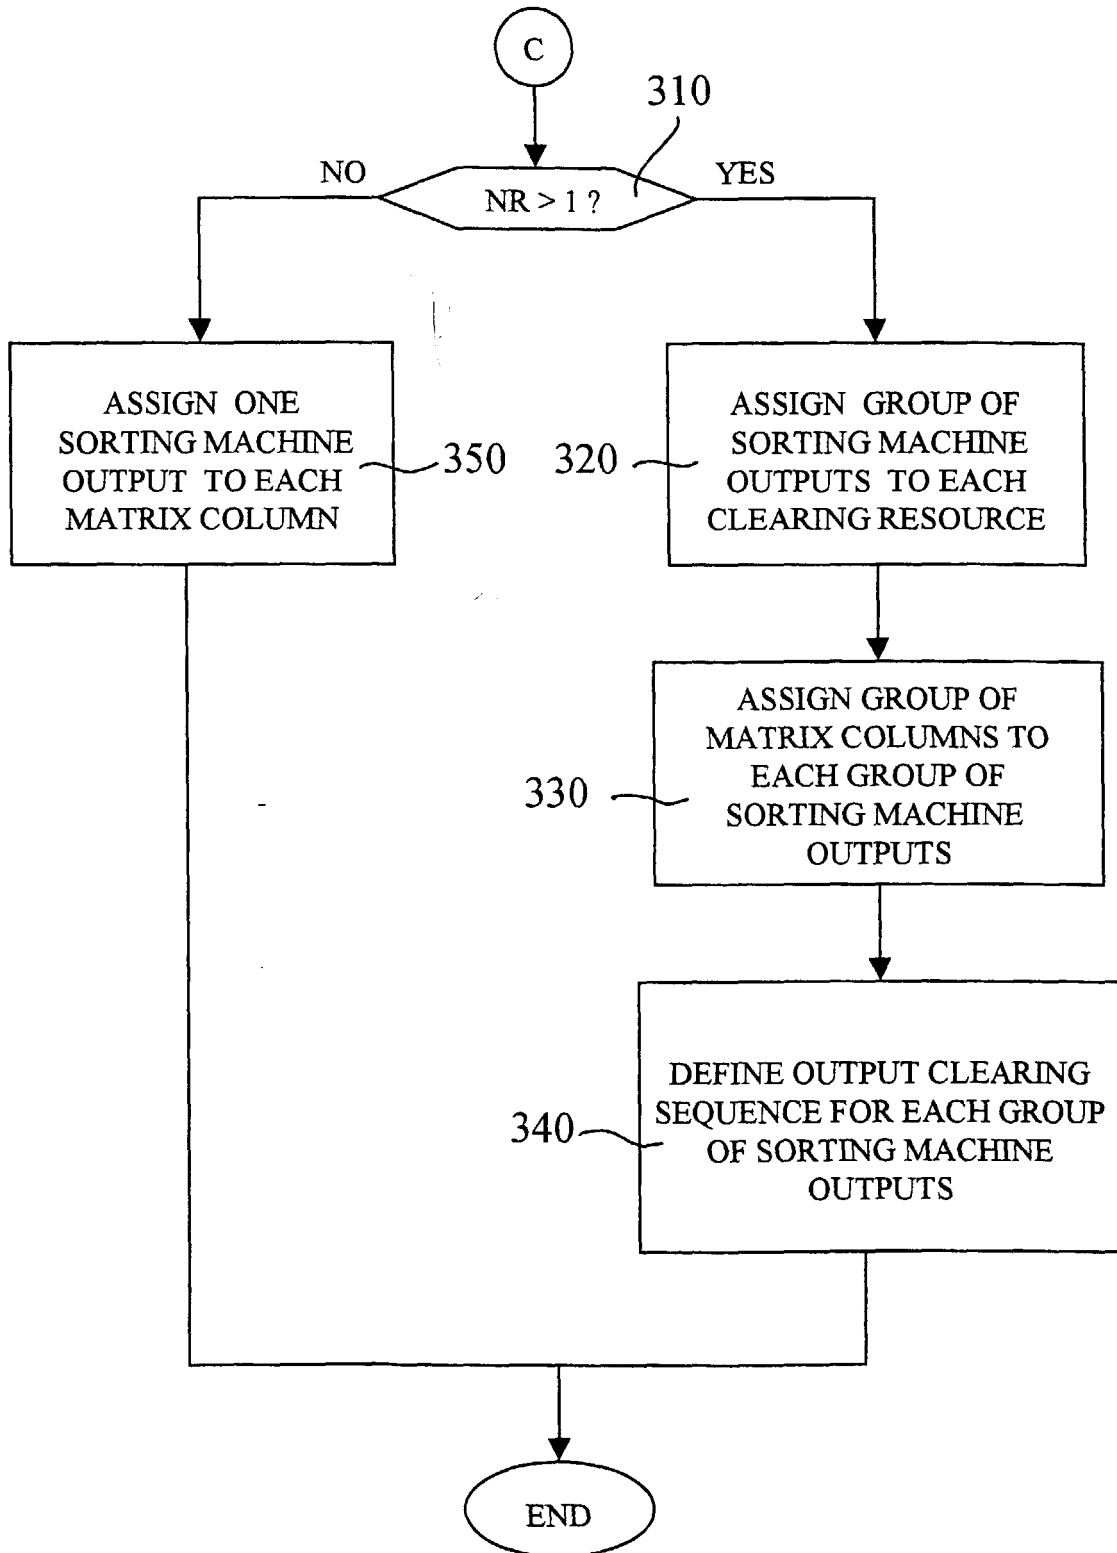 C
310
NO
YES
NR > 1 ?
ASSIGN ONE
SORTING MACHINE
OUTPUT TO EACH
MATRIX COLUMN
350
320
ASSIGN GROUP OF
SORTING MACHINE
OUTPUTS TO EACH
CLEARING RESOURCE
330
ASSIGN GROUP OF
MATRIX COLUMNS TO
EACH GROUP OF
SORTING MACHINE
OUTPUTS
340
DEFINE OUTPUT CLEARING
SEQUENCE FOR EACH GROUP
OF SORTING MACHINE
OUTPUTS
END